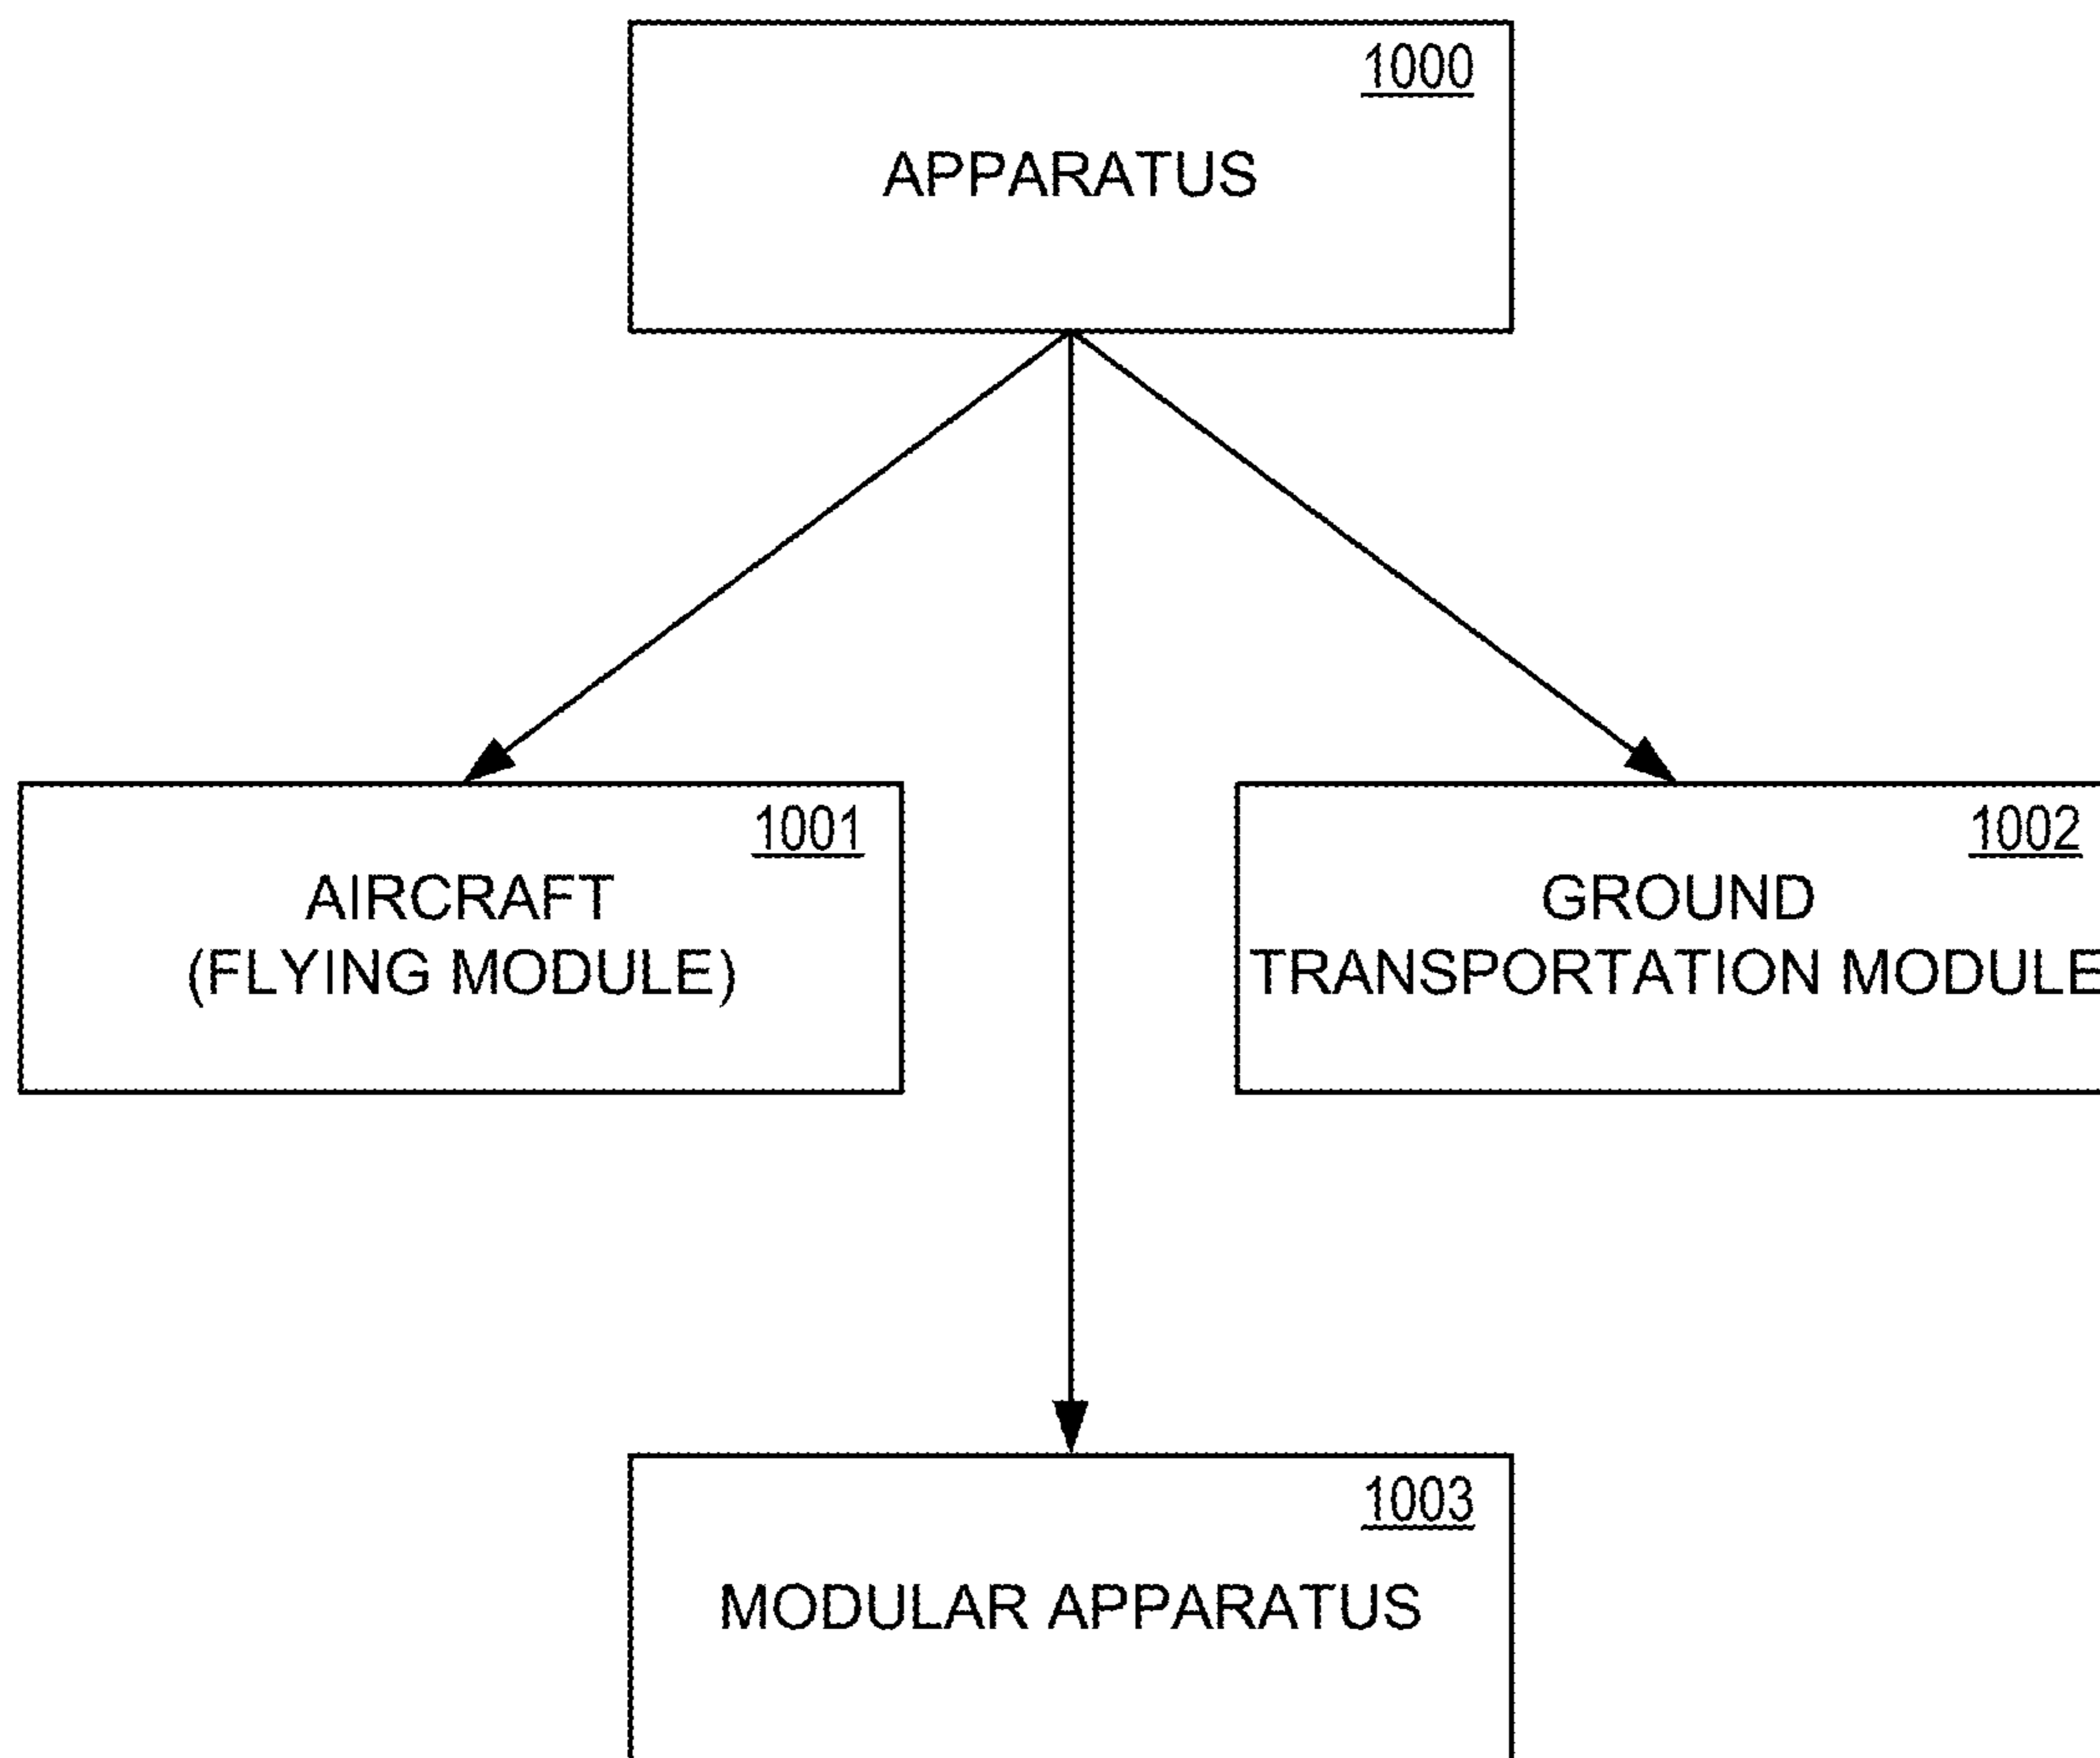 1000
APPARATUS
1001
AIRCRAFT
(FLYING MODULE)
1002
GROUND
TRANSPORTATION MODULE
1003
MODULAR APPARATUS